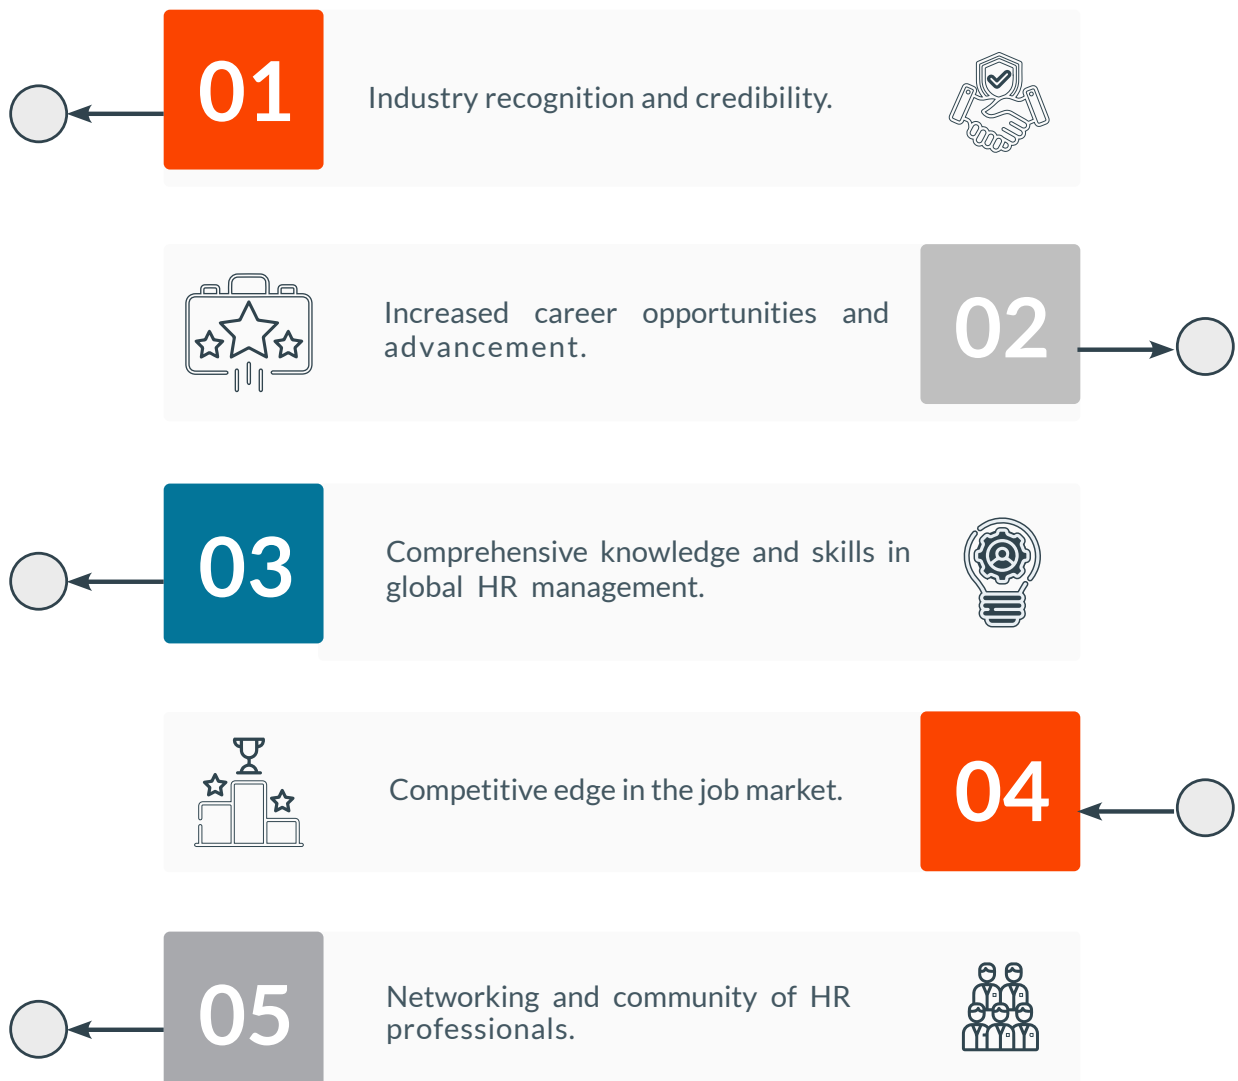 01
Industry recognition and credibility.
Increased career opportunities and
advancement.
02
03
Comprehensive knowledge and skills in
global HR management.
Competitive edge in the job market.
04
05
Networking and community of HR
professionals.